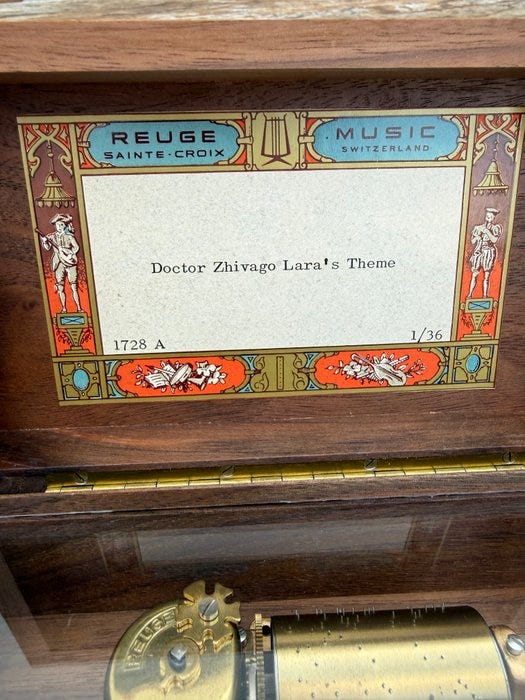 REUGE MUSIC
SAINTE-CROIX SWITZERLAND
Doctor Zhivago Lara's Theme
1728 A 1/36
REUGE